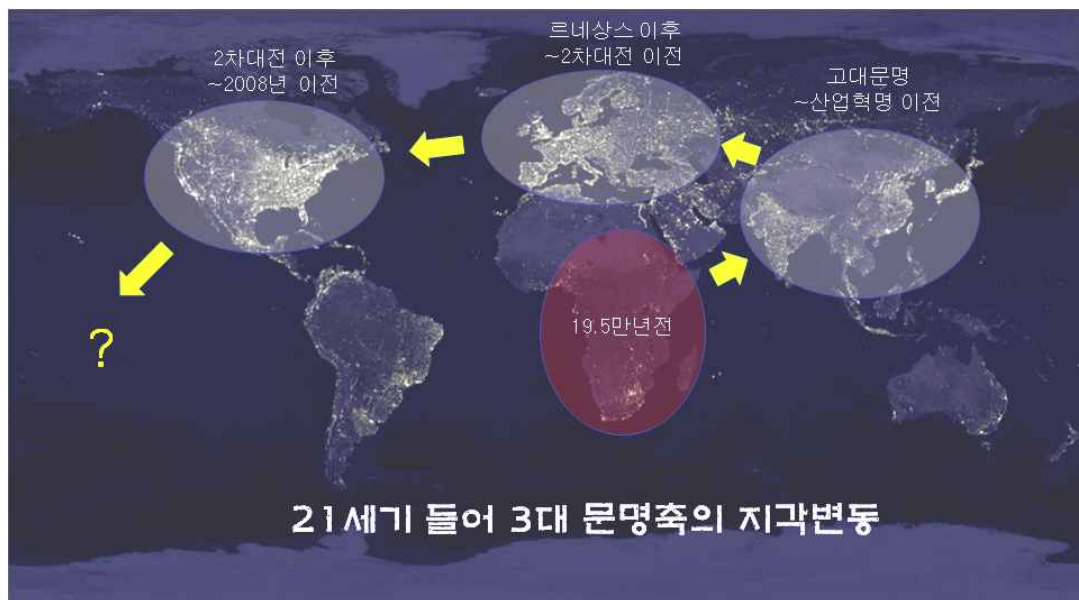 2차대전 이후
~2008년 이전
르네상스 이후
~2차대전 이전
고대문명
~산업혁명 이전
19.5만년전
?
21세기 들어 3대 문명축의 지각변동